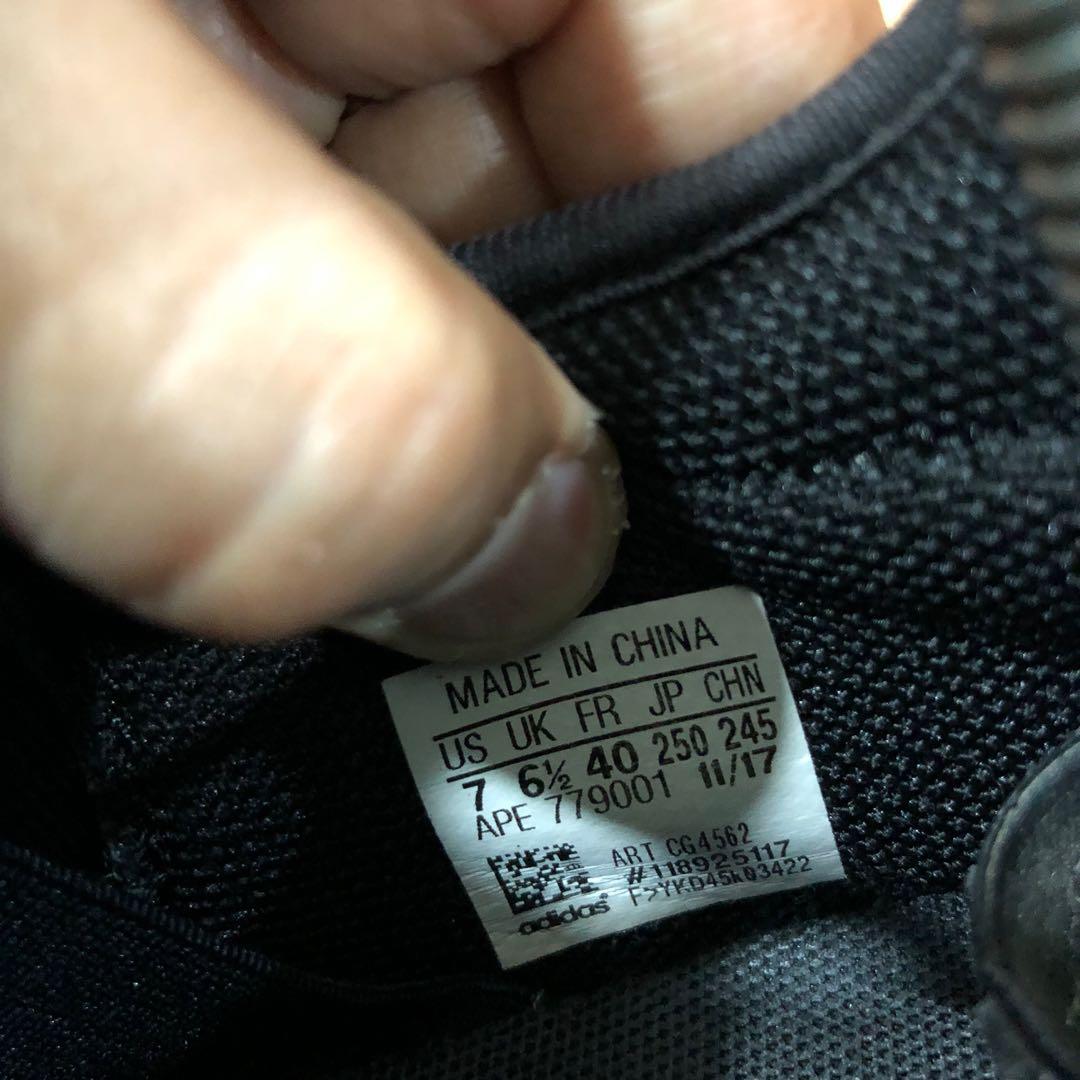 MADE IN CHINA
US UK FR JP CHN
7 6½ 40 250 245
APE 779001 11/17
ART CG4562
#118925117
F>YKD45K03422
adidas